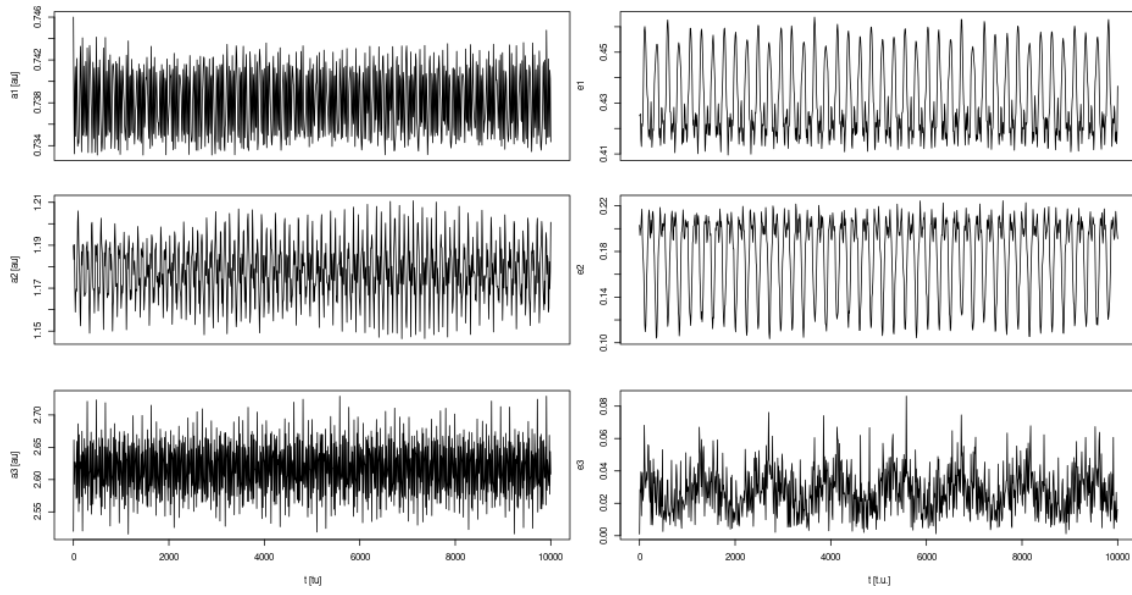 a1 [au]
0.734 0.738 0.742 0.746
e1
0.41 0.43 0.45
a2 [au]
1.15 1.17 1.19 1.21
e2
0.10 0.14 0.18 0.22
a3 [au]
2.55 2.60 2.65 2.70
e3
0.00 0.02 0.04 0.06 0.08
0 2000 4000 6000 8000 10000
0 2000 4000 6000 8000 10000
t [tu]
t [t.u.]